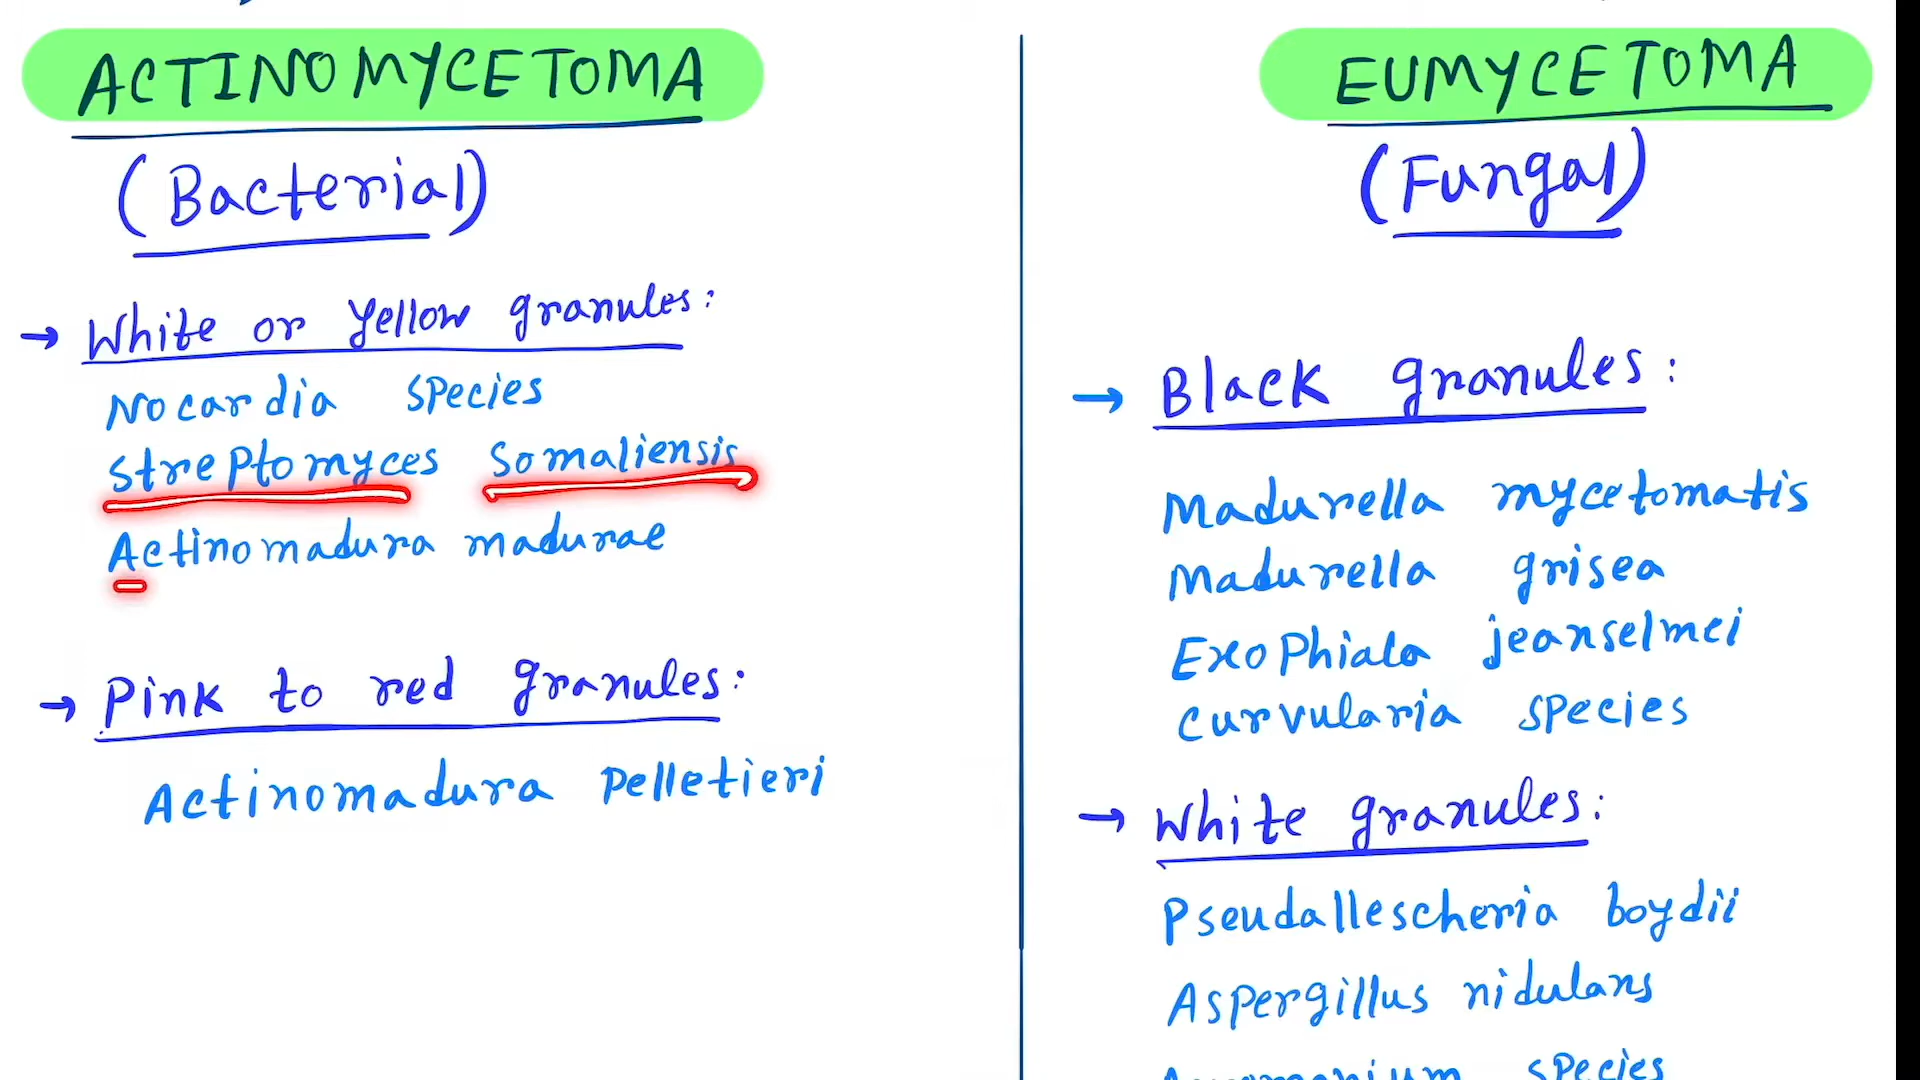 ACTINOMYCETOMA
(Bacterial)
→ White or Yellow granules:
Nocardia species
Streptomyces Somaliensis
Actinomadura madurae
→ Pink to red granules:
Actinomadura Pelletieri
EUMYCETOMA
(Fungal)
→ Black granules:
Madurella mycetomatis
Madurella grisea
Exophiala jeanselmei
Curvularia species
→ White granules:
Pseudallescheria boydii
Aspergillus nidulans
species